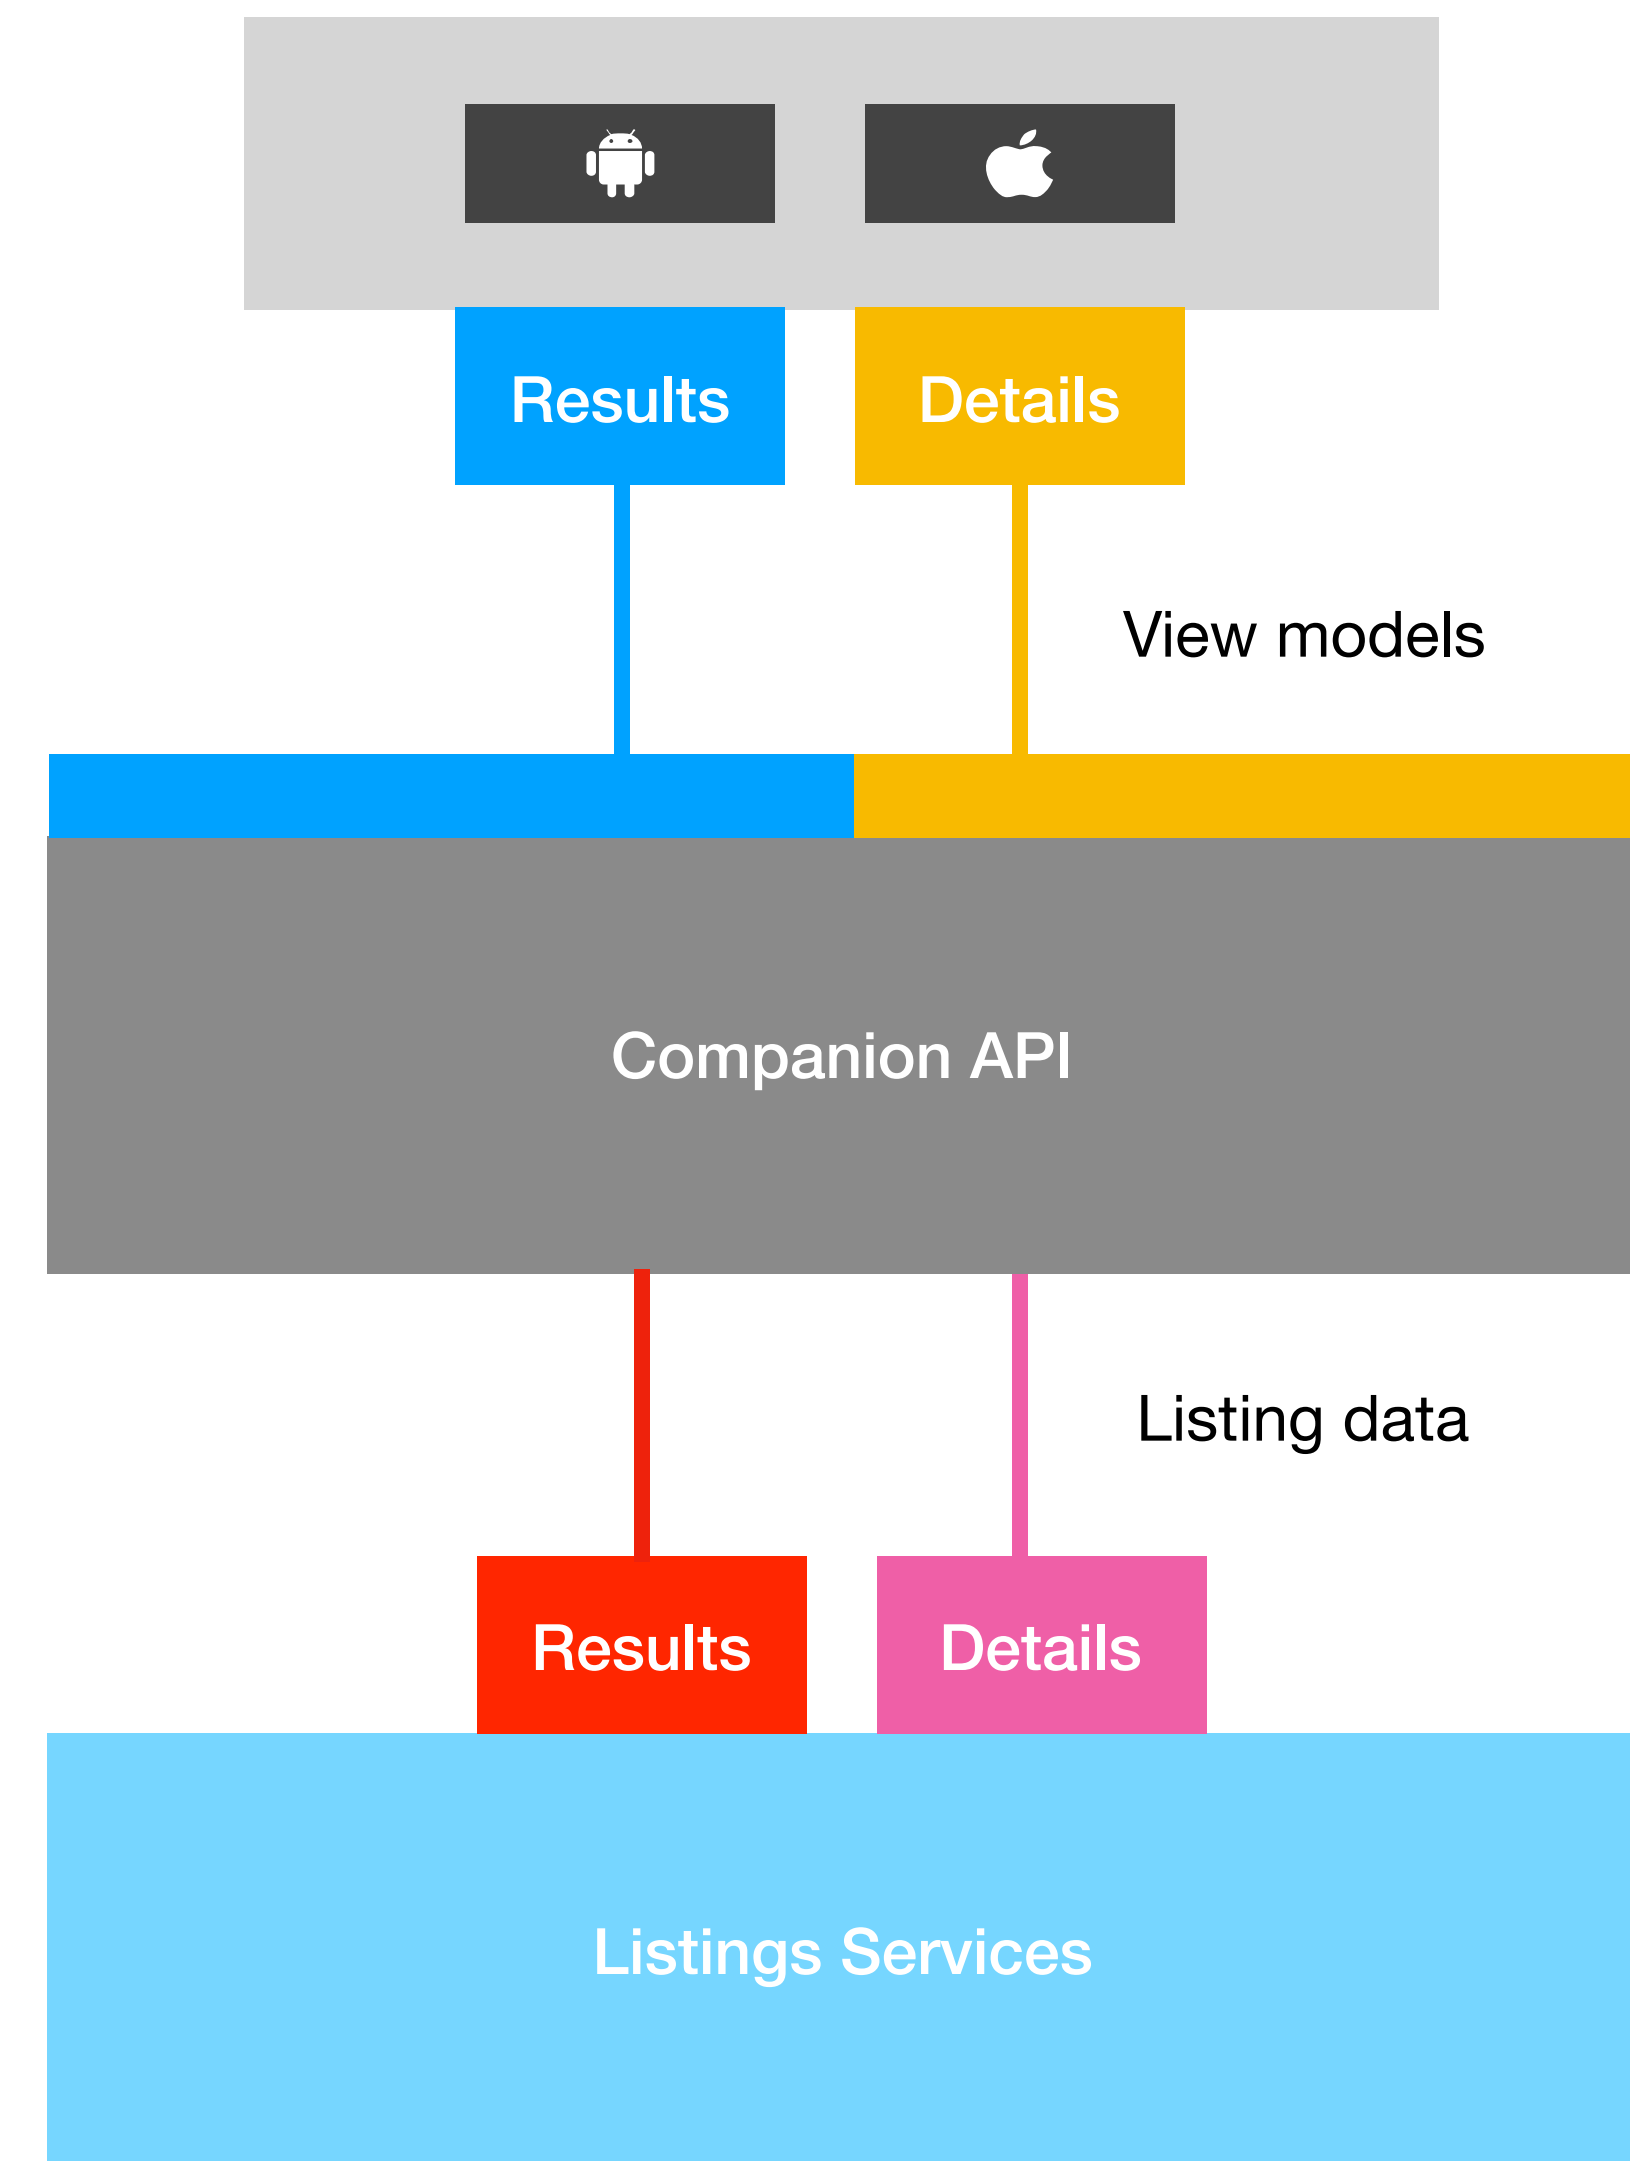 Results
Details
View models
Companion API
Listing data
Results
Details
Listings Services